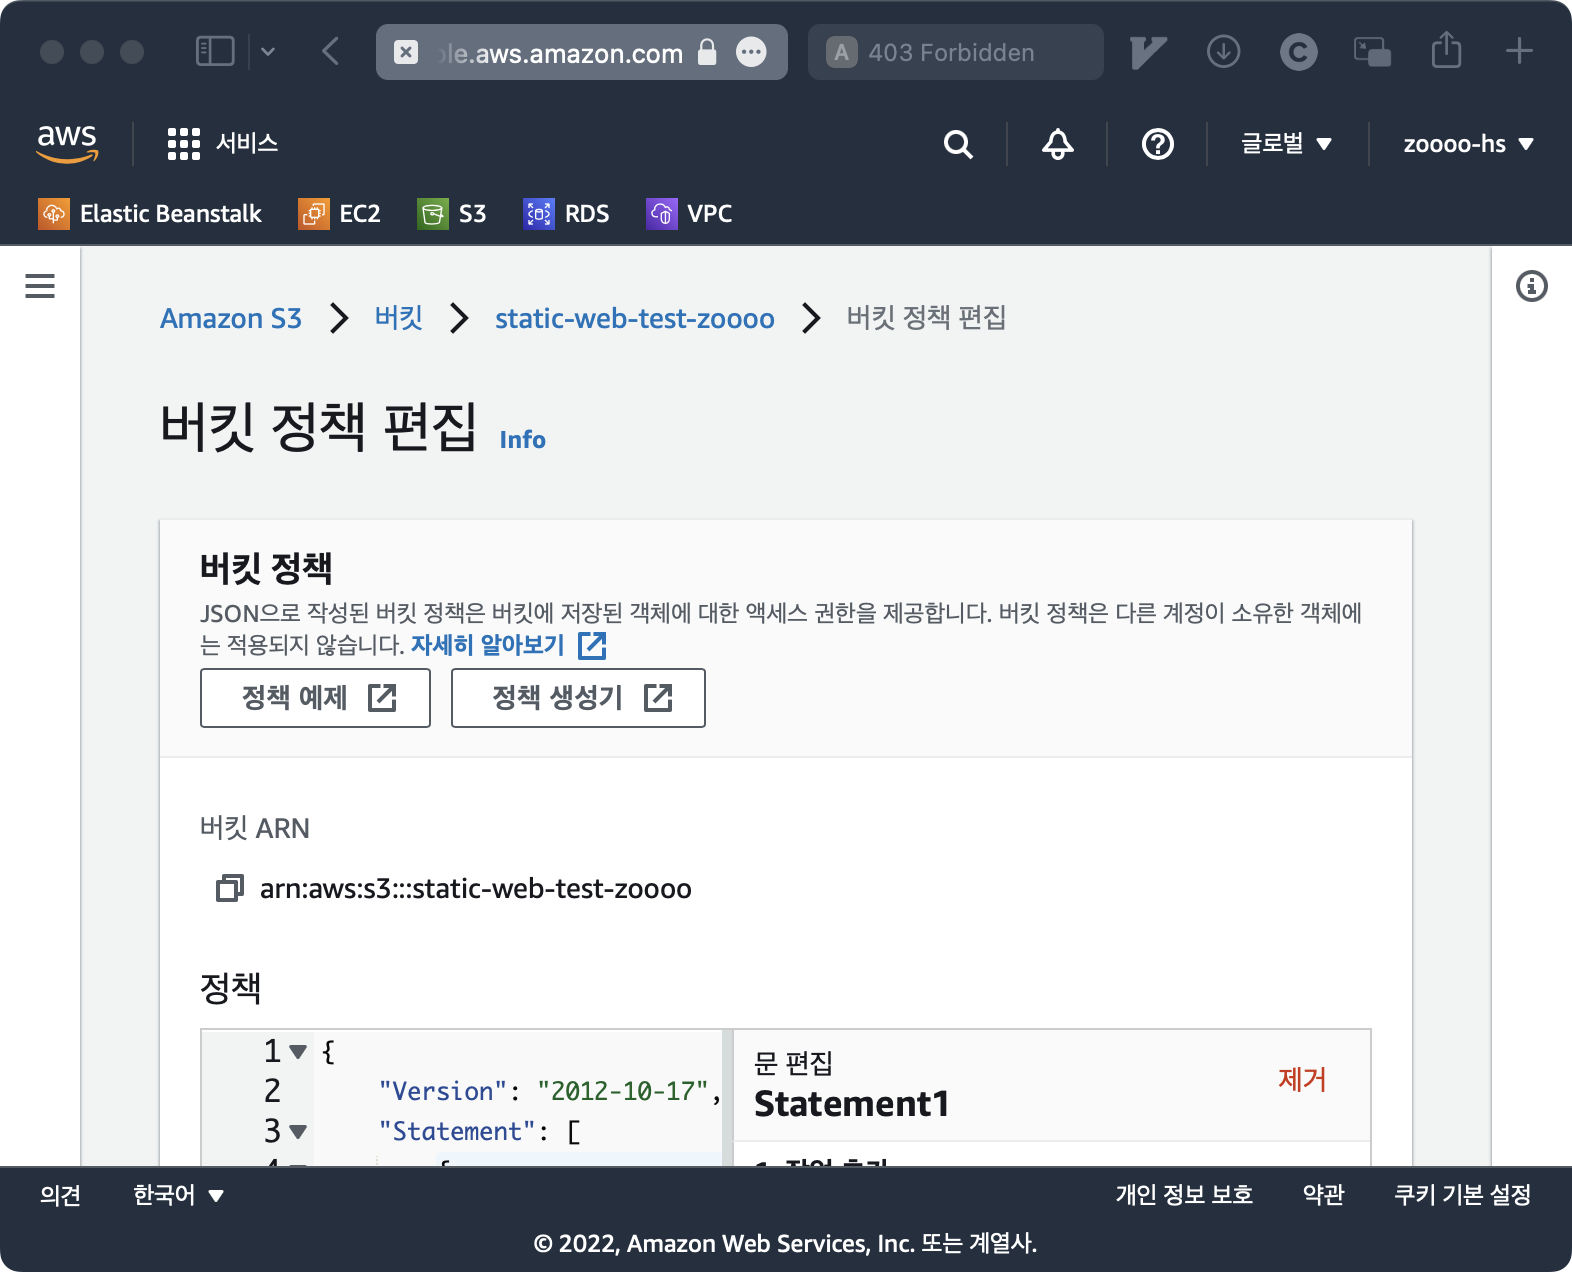 ole.aws.amazon.com
A 403 Forbidden
aws
서비스
글로벌
zoooo-hs
Elastic Beanstalk
EC2
S3
RDS
VPC
Amazon S3 버킷 static-web-test-zoooo 버킷 정책 편집
버킷 정책 편집 Info
버킷 정책
JSON으로 작성된 버킷 정책은 버킷에 저장된 객체에 대한 액세스 권한을 제공합니다. 버킷 정책은 다른 계정이 소유한 객체에
는 적용되지 않습니다. 자세히 알아보기
정책 예제
정책 생성기
버킷 ARN
arn:aws:s3:::static-web-test-zoooo
정책
1 {
2 "Version": "2012-10-17",
3 "Statement": [
문 편집
Statement1
제거
의견
한국어
개인 정보 보호
약관
쿠키 기본 설정
© 2022, Amazon Web Services, Inc. 또는 계열사.